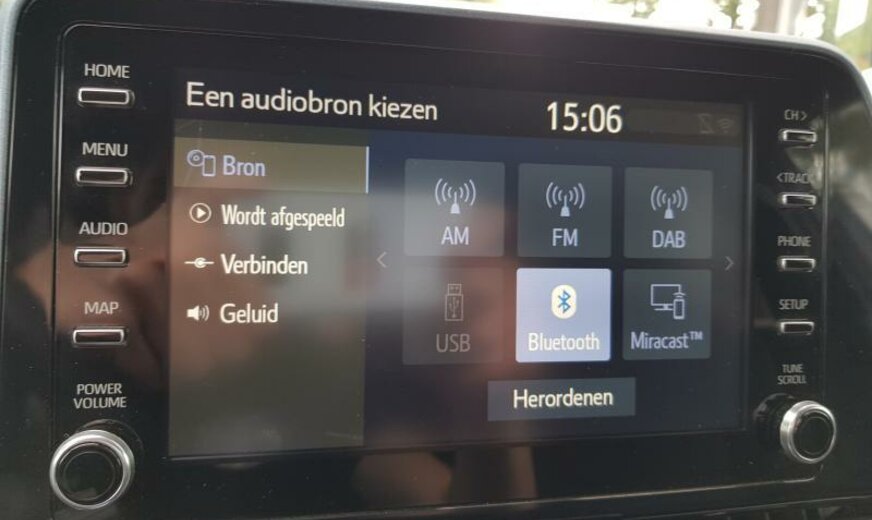 HOME
MENU
AUDIO
MAP
POWER
VOLUME
Een audiobron kiezen
15:06
Bron
Wordt afgespeeld
Verbinden
Geluid
AM
FM
DAB
USB
Bluetooth
Miracast™
Herordenen
CH >
< TRACK
PHONE
SETUP
TUNE
SCROLL